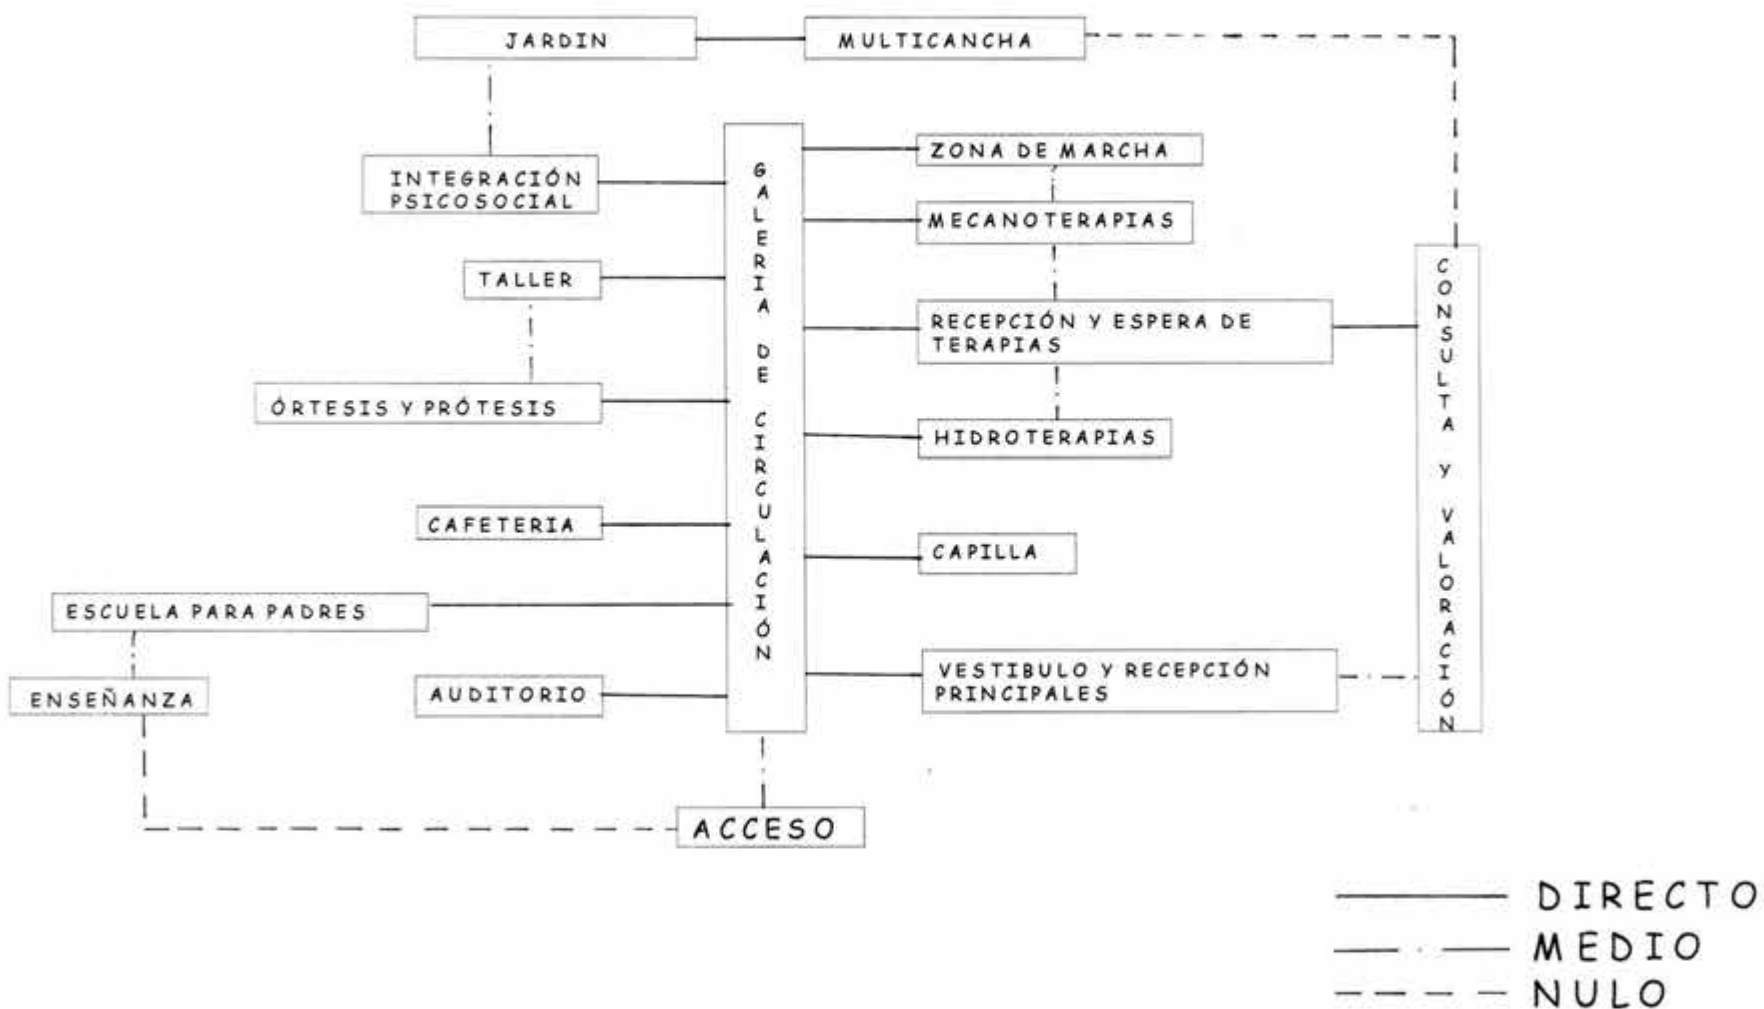 JARDIN
MULTICANCHA
INTEGRACIÓN
PSICOSOCIAL
TALLER
ÓRTESIS Y PRÓTESIS
CAFETERIA
ESCUELA PARA PADRES
ENSEÑANZA
AUDITORIO
GALERIA DE CIRCULACIÓN
ZONA DE MARCHA
MECANOTERAPIAS
RECEPCIÓN Y ESPERA DE
TERAPIAS
HIDROTERAPIAS
CAPILLA
VESTIBULO Y RECEPCIÓN
PRINCIPALES
CONSULTA Y VALORACIÓN
ACCESO
DIRECTO
MEDIO
NULO